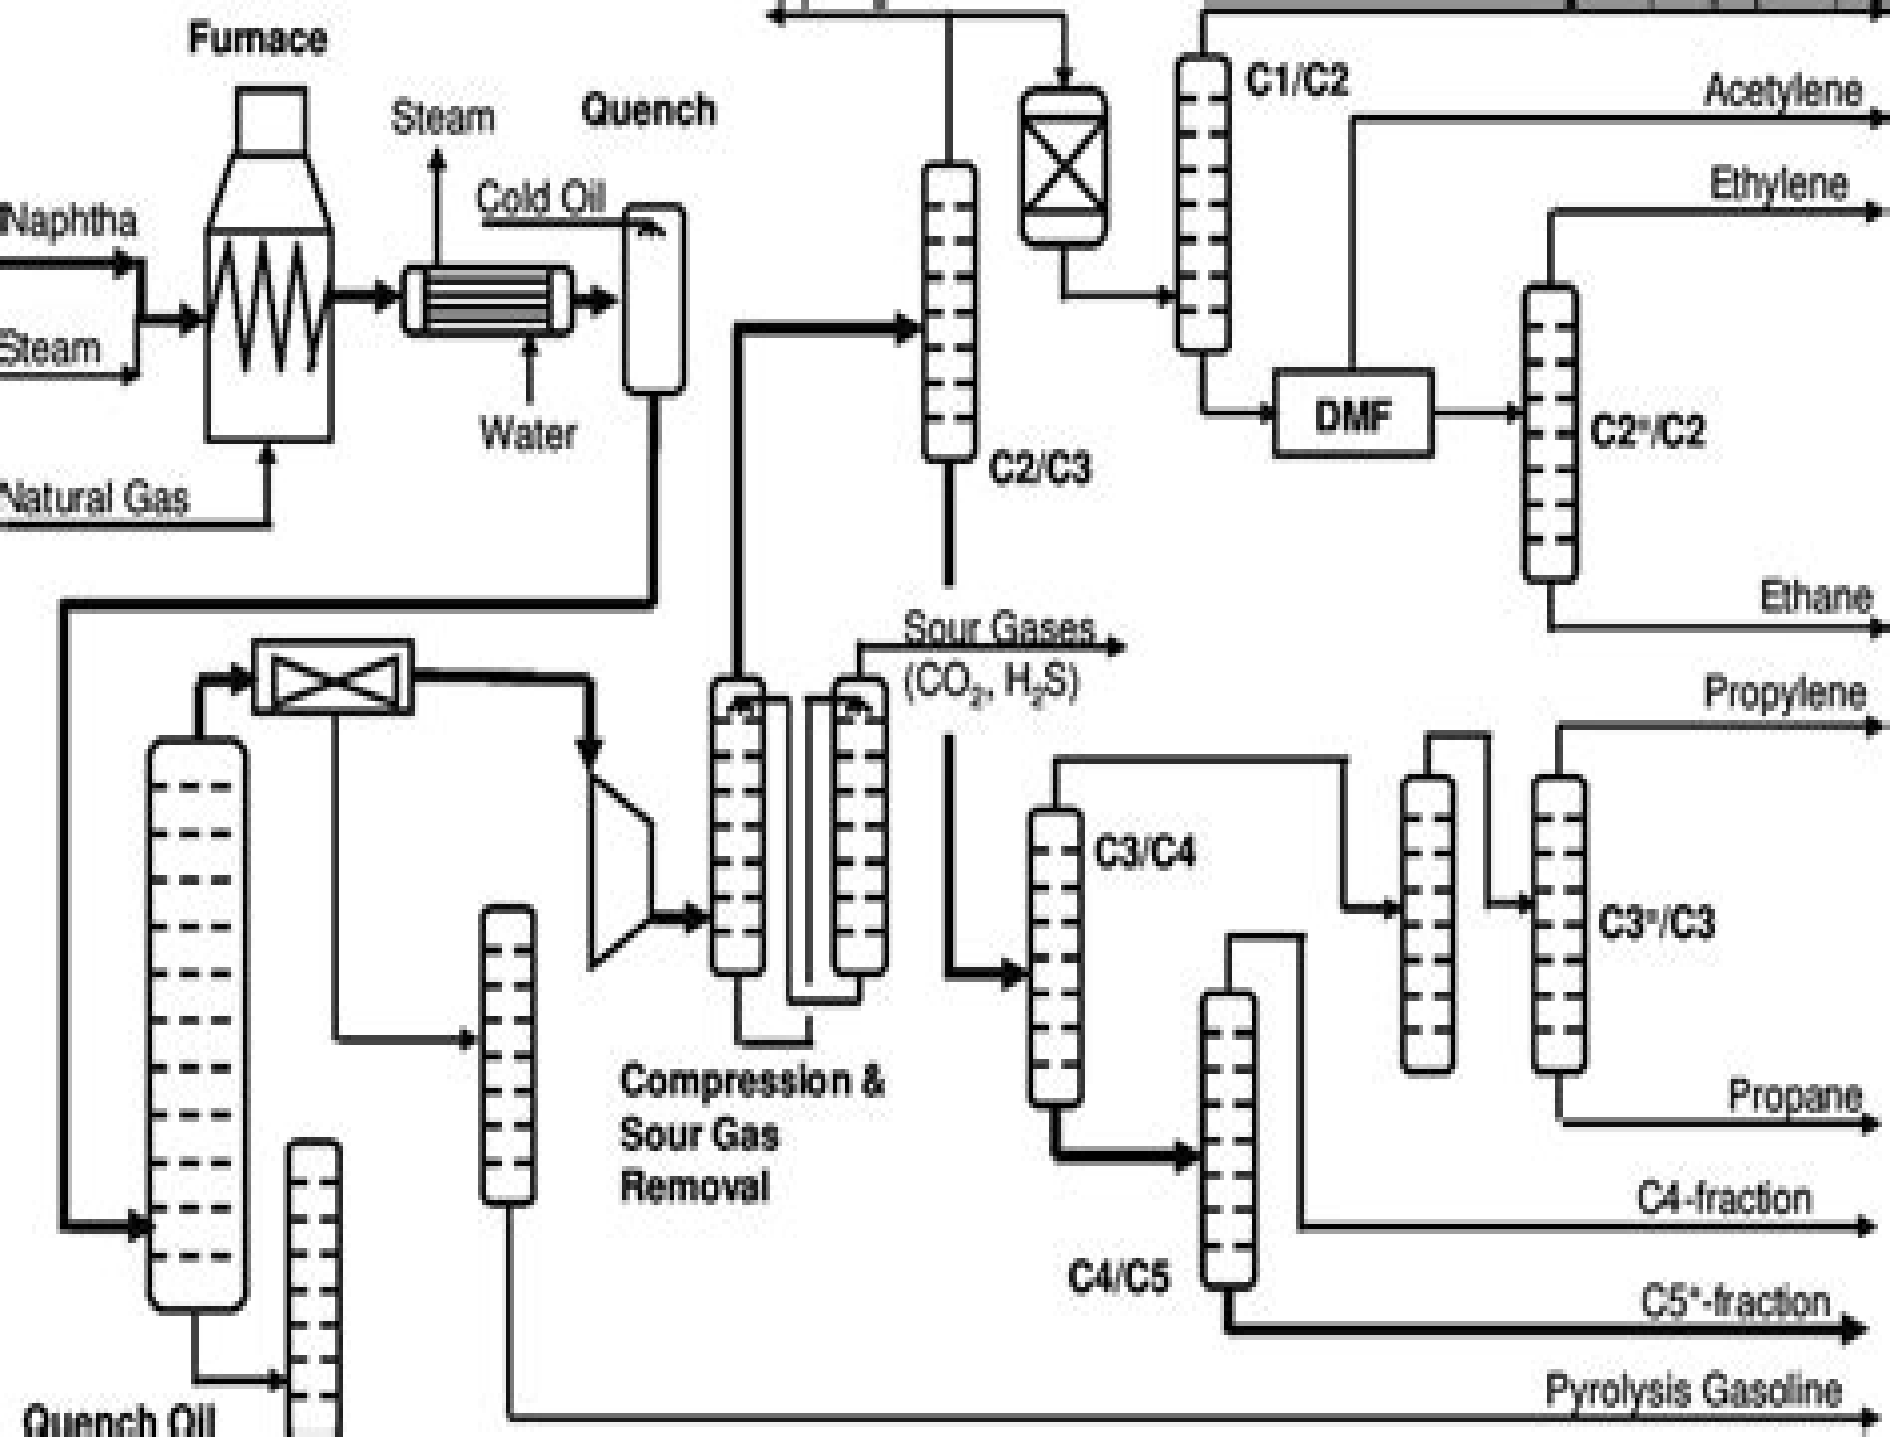 Furnace
C1/C2
Acetylene
Steam
Quench
Cold Oil
Ethylene
Naphtha
Steam
Water
DMF
C2=/C2
C2/C3
Natural Gas
Ethane
Sour Gases
(CO2, H2S)
Propylene
C3/C4
C3=/C3
Compression &
Sour Gas
Removal
Propane
C4-fraction
C4/C5
C5+-fraction
Pyrolysis Gasoline
Quench Oil